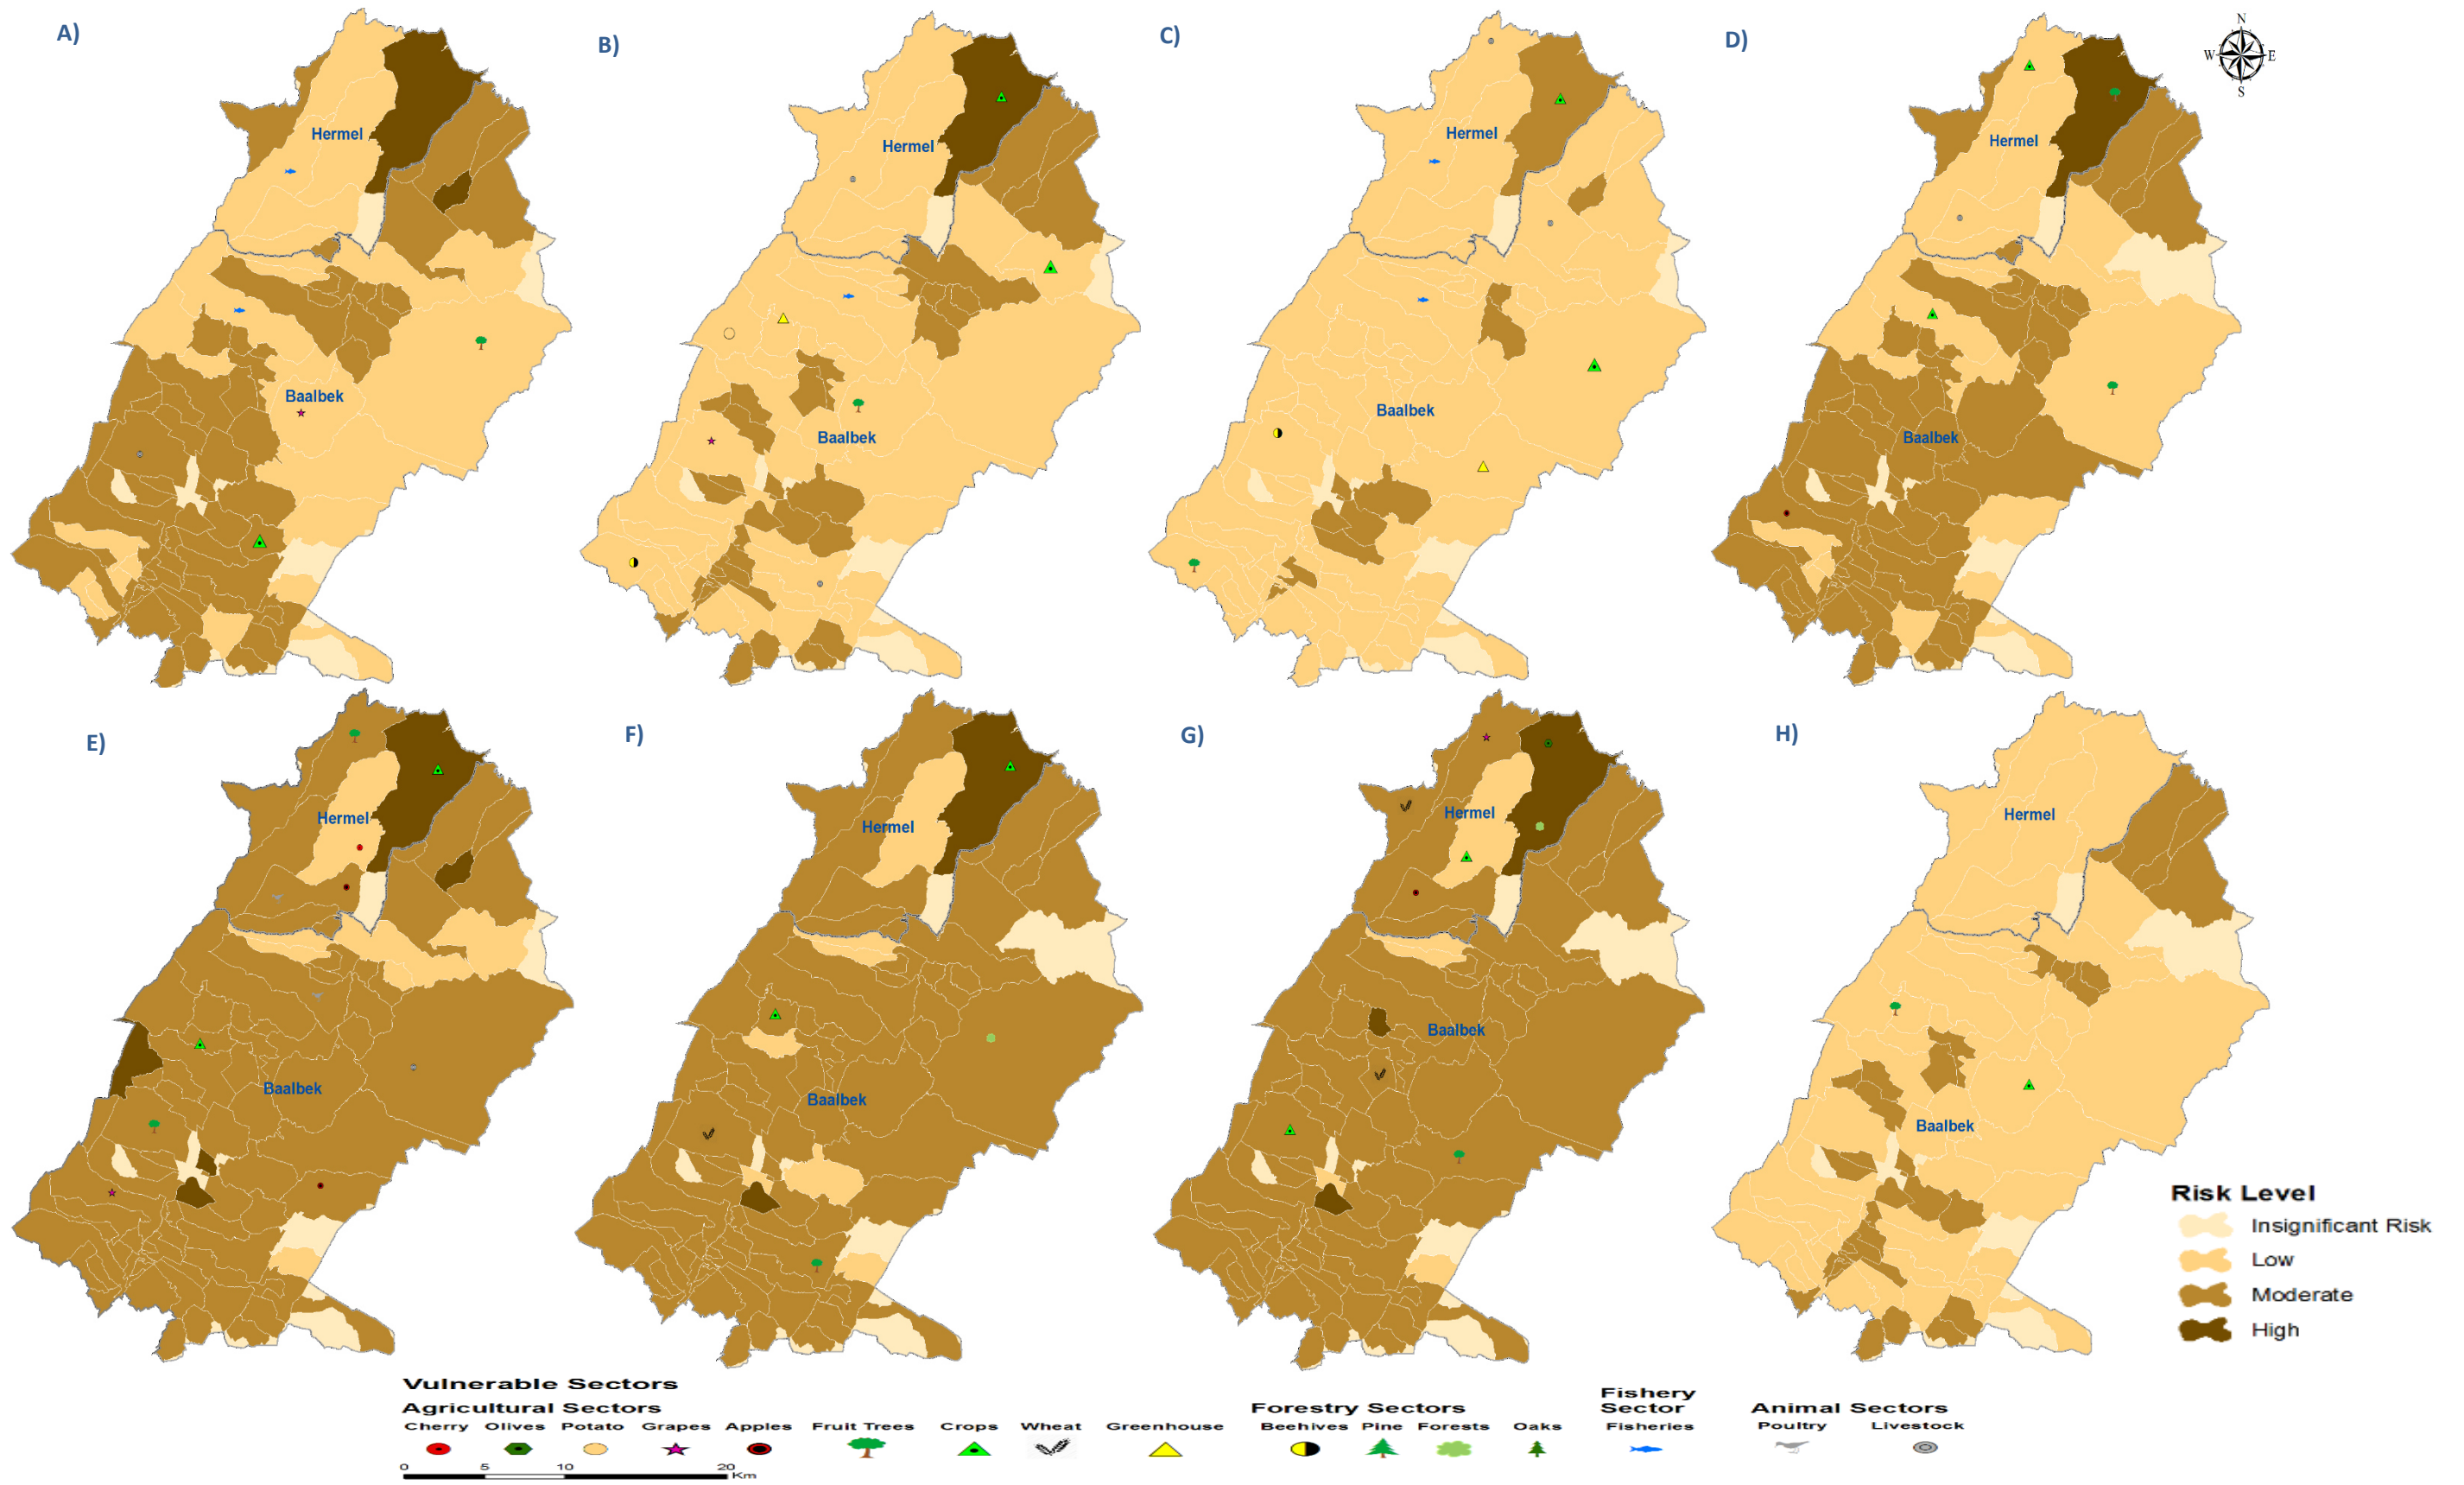 A)
B)
C)
D)
N
W E
S
Hermel
Hermel
Hermel
Hermel
Baalbek
Baalbek
Baalbek
Baalbek
E)
F)
G)
H)
Hermel
Hermel
Hermel
Hermel
Baalbek
Baalbek
Baalbek
Baalbek
Risk Level
Insignificant Risk
Low
Moderate
High
Vulnerable Sectors
Agricultural Sectors
Cherry Olives Potato Grapes Apples Fruit Trees Crops Wheat Greenhouse
Forestry Sectors
Beehives Pine Forests Oaks
Fishery
Sector
Fisheries
Animal Sectors
Poultry Livestock
0 5 10 20
Km